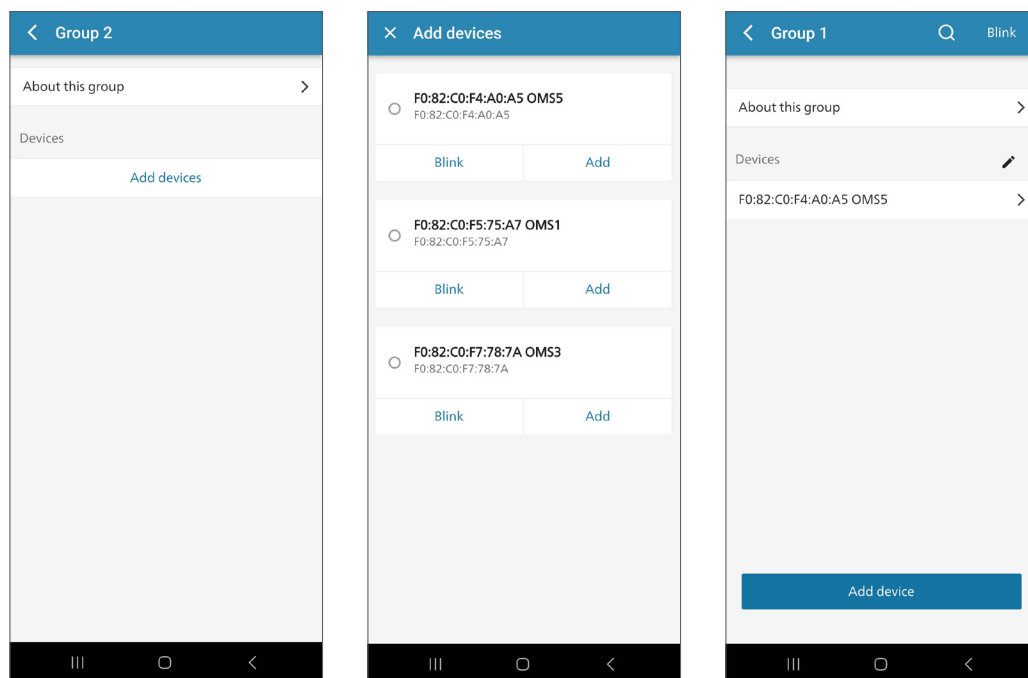 Group 2
About this group
Devices
Add devices
Add devices
F0:82:C0:F4:A0:A5 OMS5
F0:82:C0:F4:A0:A5
Blink Add
F0:82:C0:F5:75:A7 OMS1
F0:82:C0:F5:75:A7
Blink Add
F0:82:C0:F7:78:7A OMS3
F0:82:C0:F7:78:7A
Blink Add
Group 1 Blink
About this group
Devices
F0:82:C0:F4:A0:A5 OMS5
Add device